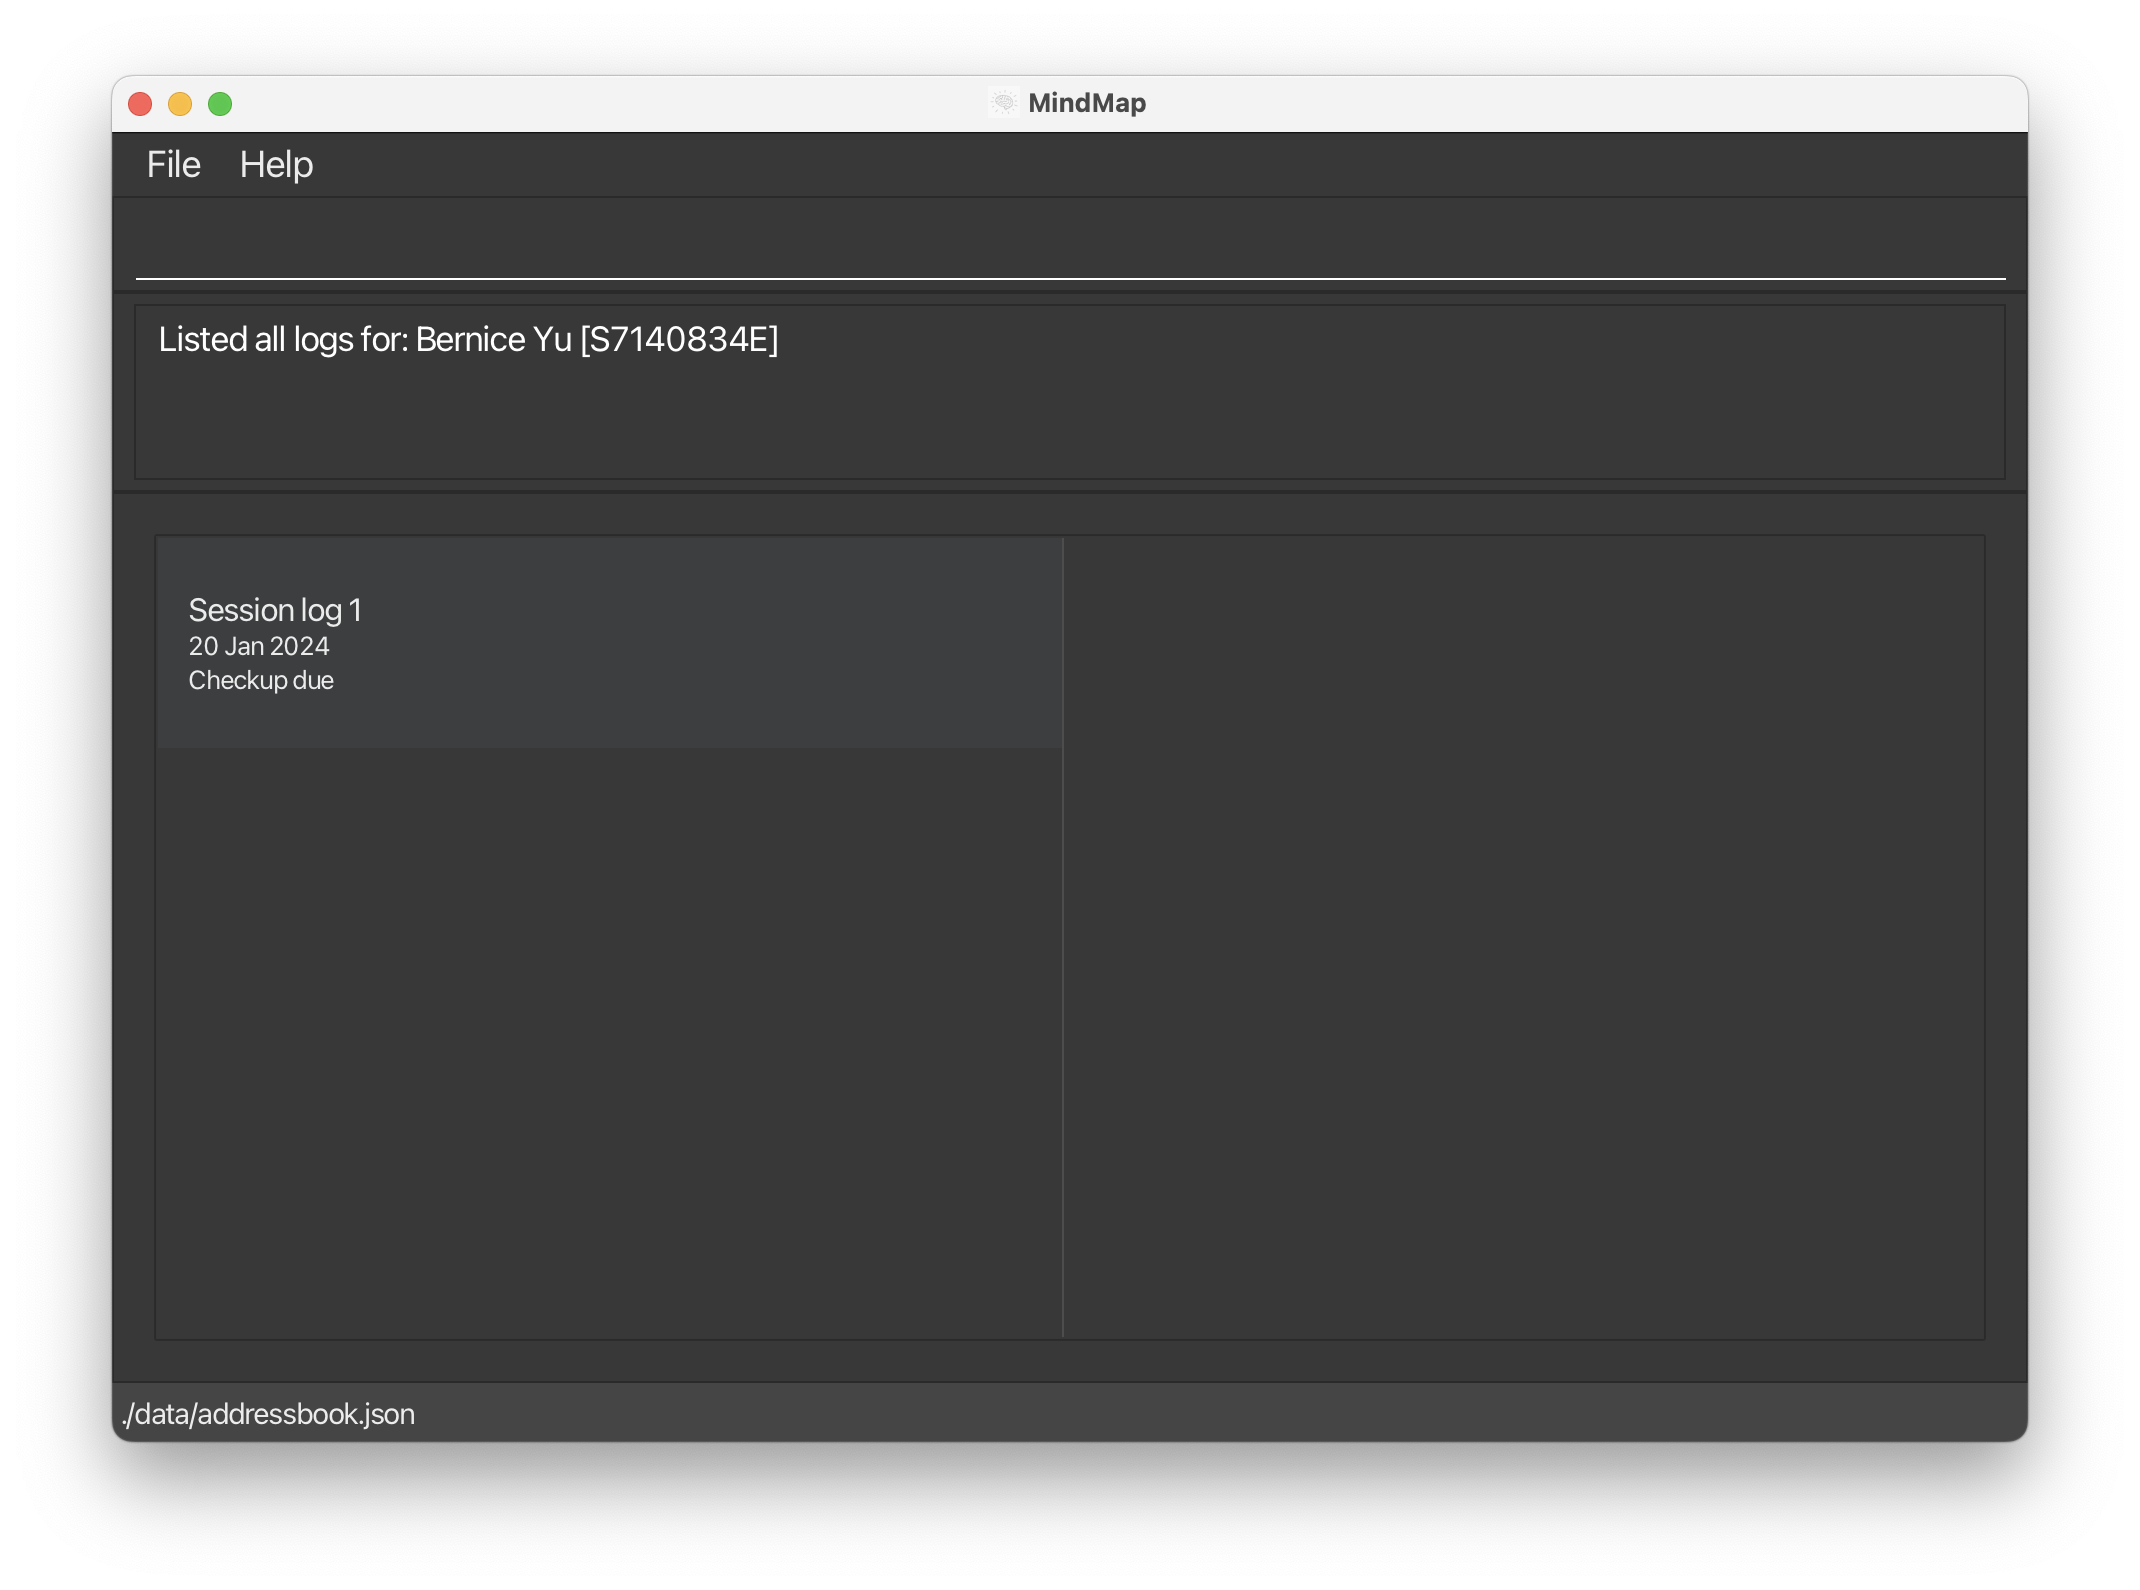 MindMap
File Help
Listed all logs for: Bernice Yu [S7140834E]
Session log 1
20 Jan 2024
Checkup due
./data/addressbook.json